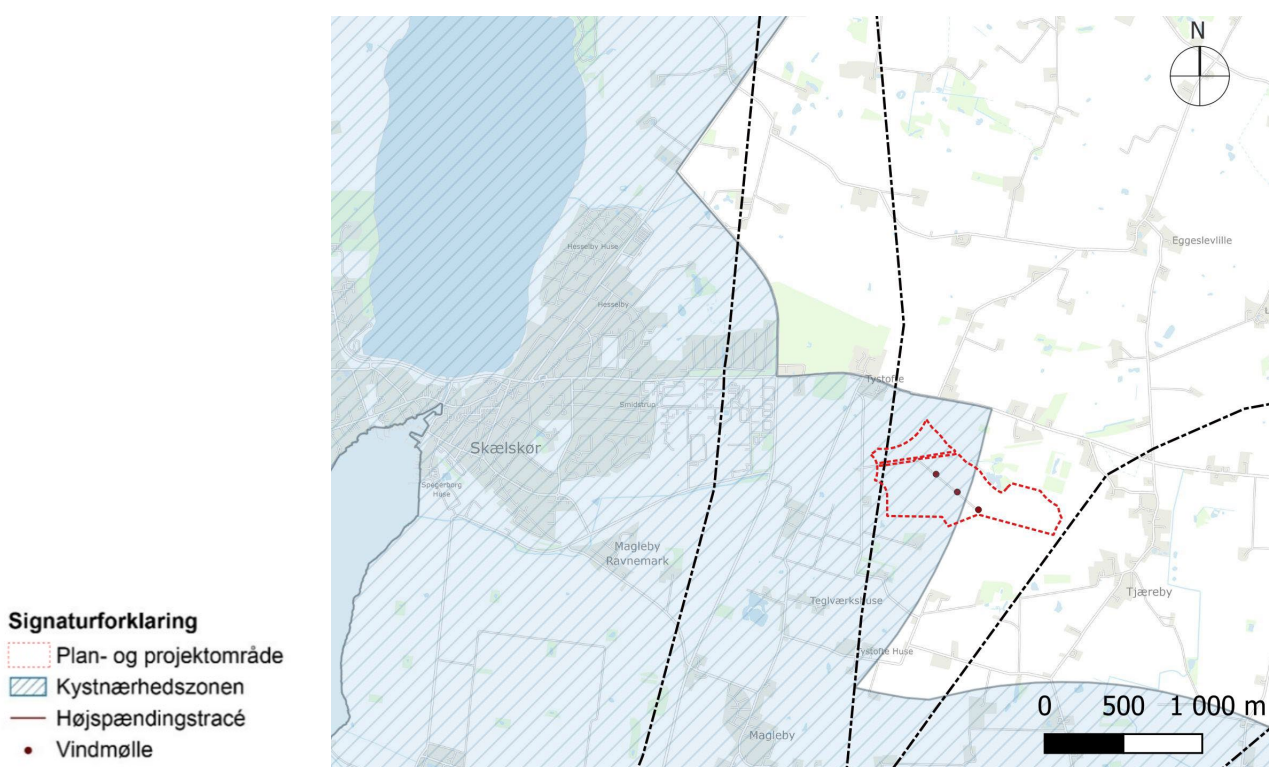 N
Hesselby Huse
Eggeslevlille
Hesselby
Tystofte
Smidstrup
Skælskør
Spegerborg
Huse
Magleby
Ravnemark
Teglværkshuse
Tjæreby
Tystofte Huse
Magleby
0 500 1 000 m
Signaturforklaring
Plan- og projektområde
Kystnærhedszonen
Højspændingstracé
Vindmølle